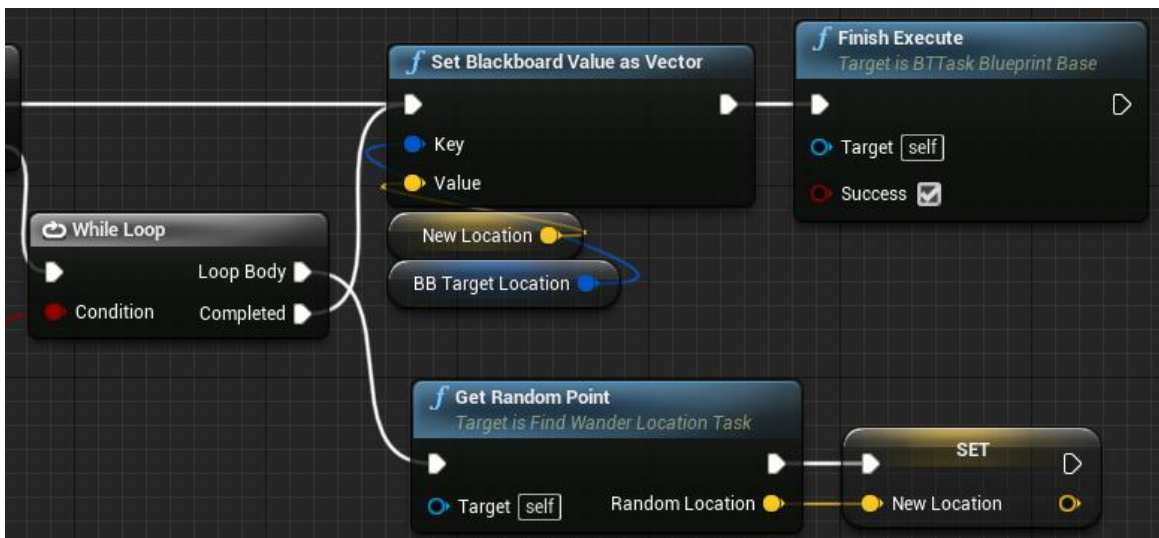 Set Blackboard Value as Vector
Key
Value
Finish Execute
Target is BTTask Blueprint Base
Target self
Success
While Loop
Loop Body
Condition Completed
New Location
BB Target Location
Get Random Point
Target is Find Wander Location Task
Target self Random Location
SET
New Location